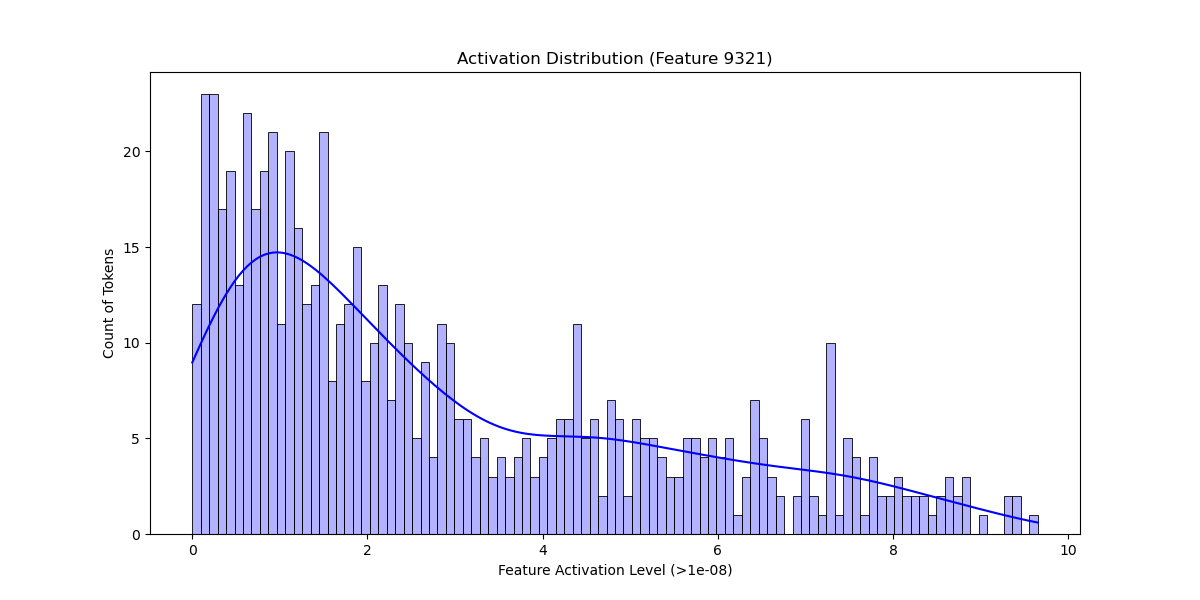 Activation Distribution (Feature 9321)
Count of Tokens
20
15
10
5
0
0 2 4 6 8 10
Feature Activation Level (>1e-08)